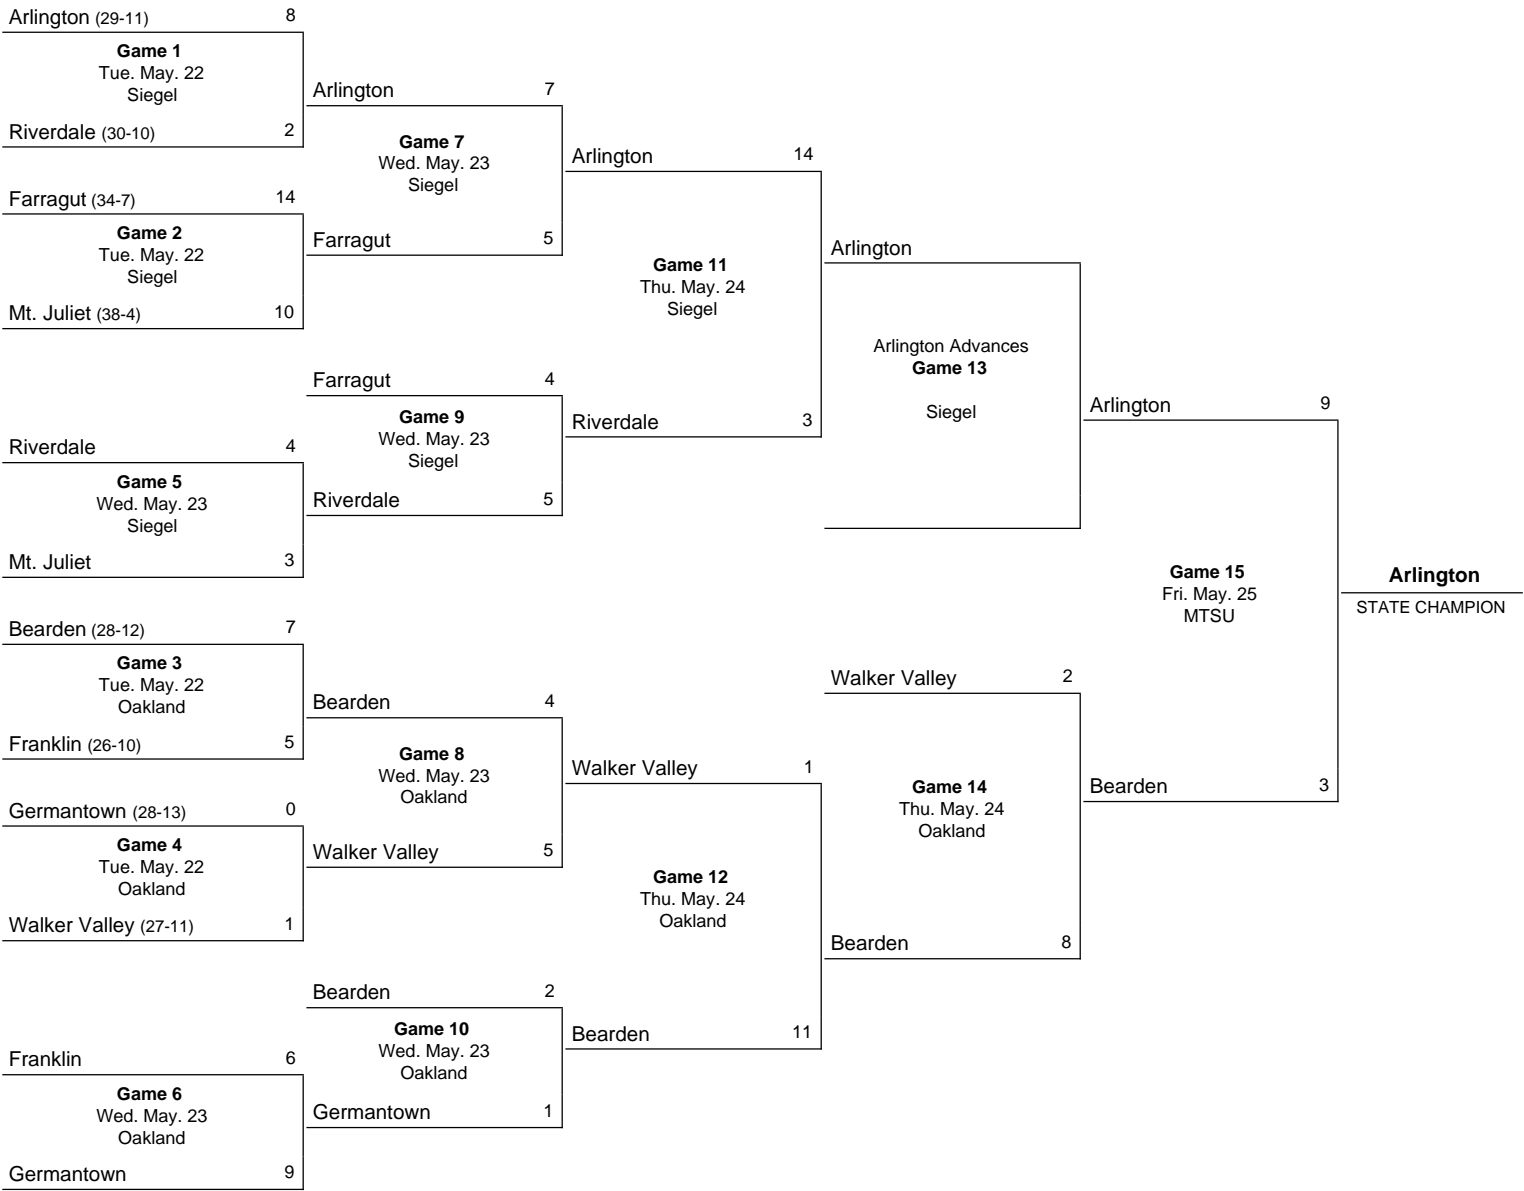 Arlington (29-11) 8
Game 1
Tue. May. 22
Siegel
Riverdale (30-10) 2
Farragut (34-7) 14
Game 2
Tue. May. 22
Siegel
Mt. Juliet (38-4) 10
Riverdale 4
Game 5
Wed. May. 23
Siegel
Mt. Juliet 3
Bearden (28-12) 7
Game 3
Tue. May. 22
Oakland
Franklin (26-10) 5
Germantown (28-13) 0
Game 4
Tue. May. 22
Oakland
Walker Valley (27-11) 1
Franklin 6
Game 6
Wed. May. 23
Oakland
Germantown 9
Arlington 7
Game 7
Wed. May. 23
Siegel
Farragut 5
Farragut 4
Game 9
Wed. May. 23
Siegel
Riverdale 5
Bearden 4
Game 8
Wed. May. 23
Oakland
Walker Valley 5
Bearden 2
Game 10
Wed. May. 23
Oakland
Germantown 1
Arlington 14
Game 11
Thu. May. 24
Siegel
Riverdale 3
Walker Valley 1
Game 12
Thu. May. 24
Oakland
Bearden 11
Arlington
Arlington Advances
Game 13
Siegel
Walker Valley 2
Game 14
Thu. May. 24
Oakland
Bearden 8
Arlington 9
Game 15
Fri. May. 25
MTSU
Bearden 3
Arlington
STATE CHAMPION